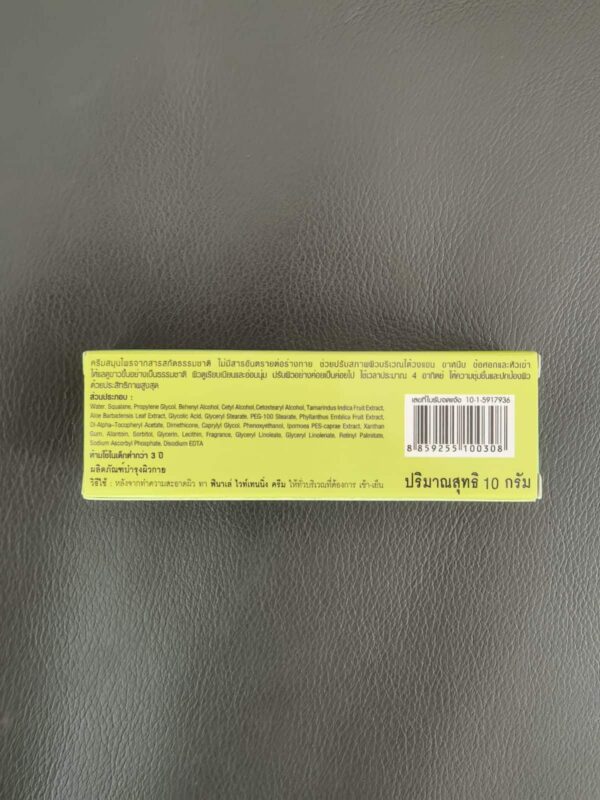 ครีมสมุนไพรจากสารสกัดธรรมชาติ ไม่มีสารอันตรายต่อร่างกาย ช่วยปรับสภาพผิวบริเวณใต้วงแขน ขาหนีบ ข้อศอกและหัวเข่า
ให้แลดูขาวขึ้นอย่างเป็นธรรมชาติ ผิวดูเรียบเนียนและอ่อนนุ่ม ปรับผิวอย่างค่อยเป็นค่อยไป ใช้เวลาประมาณ 4 อาทิตย์ ให้ความชุ่มชื้นและปกป้องผิว
ด้วยประสิทธิภาพสูงสุด
ส่วนประกอบ :
Water, Squalane, Propylene Glycol, Behenyl Alcohol, Cetyl Alcohol, Cetostearyl Alcohol, Tamarindus Indica Fruit Extract,
Aloe Barbadensis Leaf Extract, Glycolic Acid, Glyceryl Stearate, PEG-100 Stearate, Phyllanthus Emblica Fruit Extract,
Dl-Alpha-Tocopheryl Acetate, Dimethicone, Caprylyl Glycol, Phenoxyethanol, Ipomoea PES-caprae Extract, Xanthan
Gum, Allantoin, Sorbitol, Glycerin, Lecithin, Fragrance, Glyceryl Linoleate, Glyceryl Linolenate, Retinyl Palmitate,
Sodium Ascorbyl Phosphate, Disodium EDTA
ห้ามใช้ในเด็กต่ำกว่า 3 ปี
ผลิตภัณฑ์บำรุงผิวกาย
วิธีใช้ : หลังจากทำความสะอาดผิว ทา ฟินาเล่ ไวท์เทนนิ่ง ครีม ให้ทั่วบริเวณที่ต้องการ เช้า-เย็น
เลขที่ใบรับจดแจ้ง 10-1-5917936
8 859255 100308
ปริมาณสุทธิ 10 กรัม